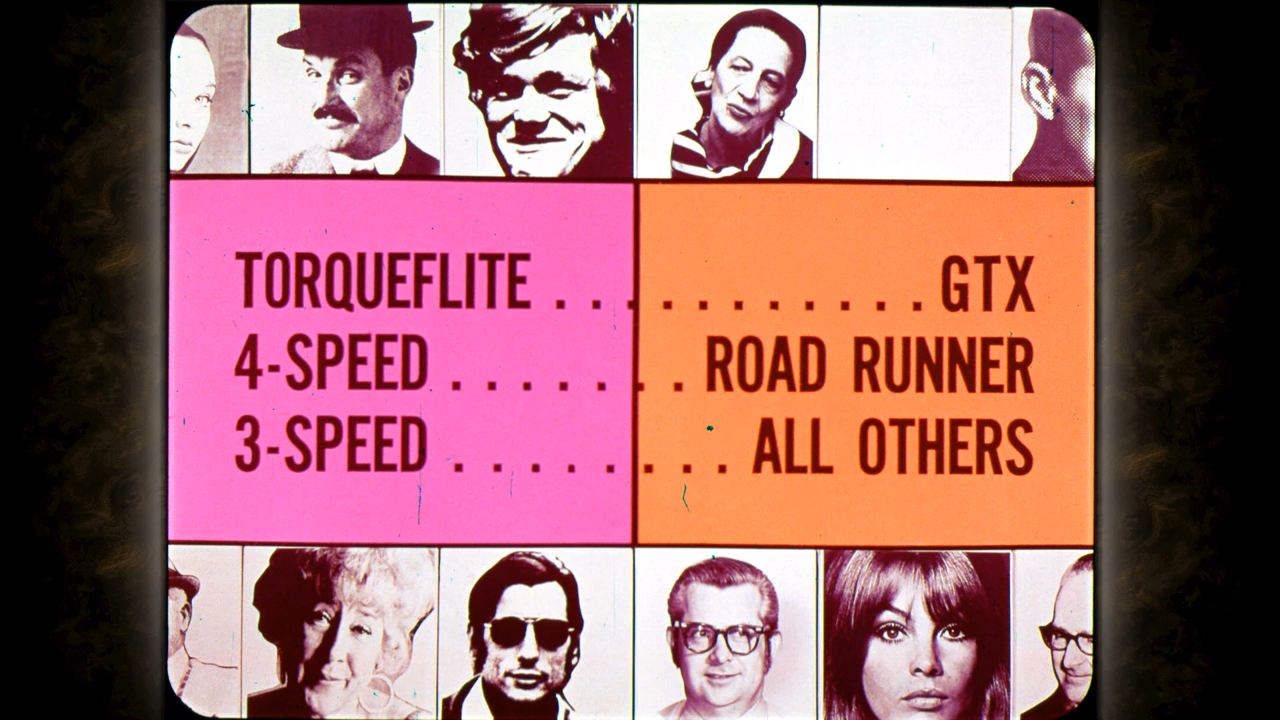 TORQUEFLITE . . . . . . . . . . . . GTX
4-SPEED . . . . . . . . . ROAD RUNNER
3-SPEED . . . . . . . . . . ALL OTHERS